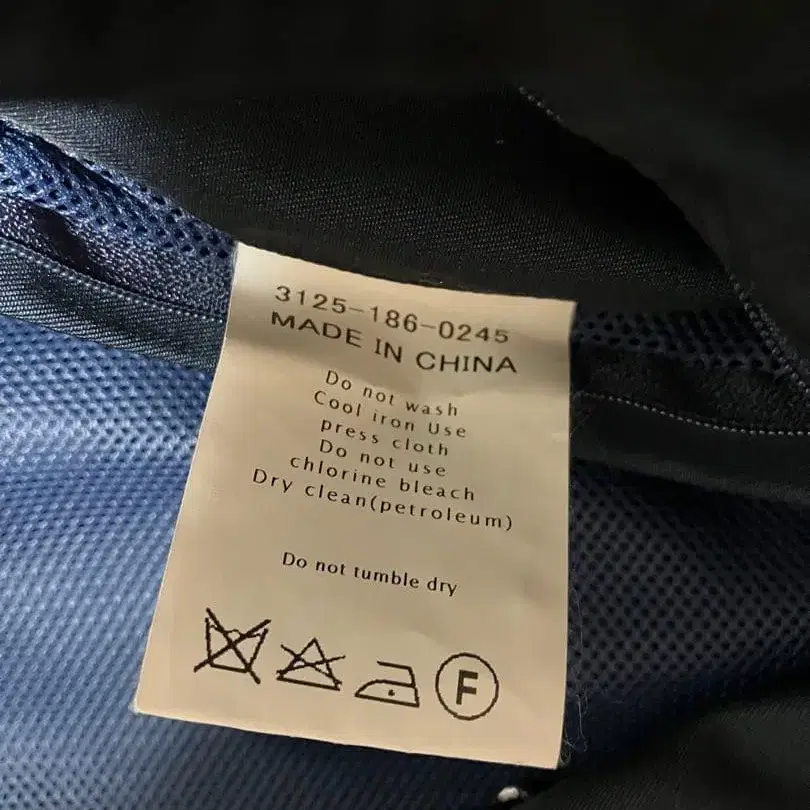 3125-186-0245
MADE IN CHINA
Do not wash
Cool iron Use
press cloth
Do not use
chlorine bleach
Dry clean(petroleum)
Do not tumble dry
F